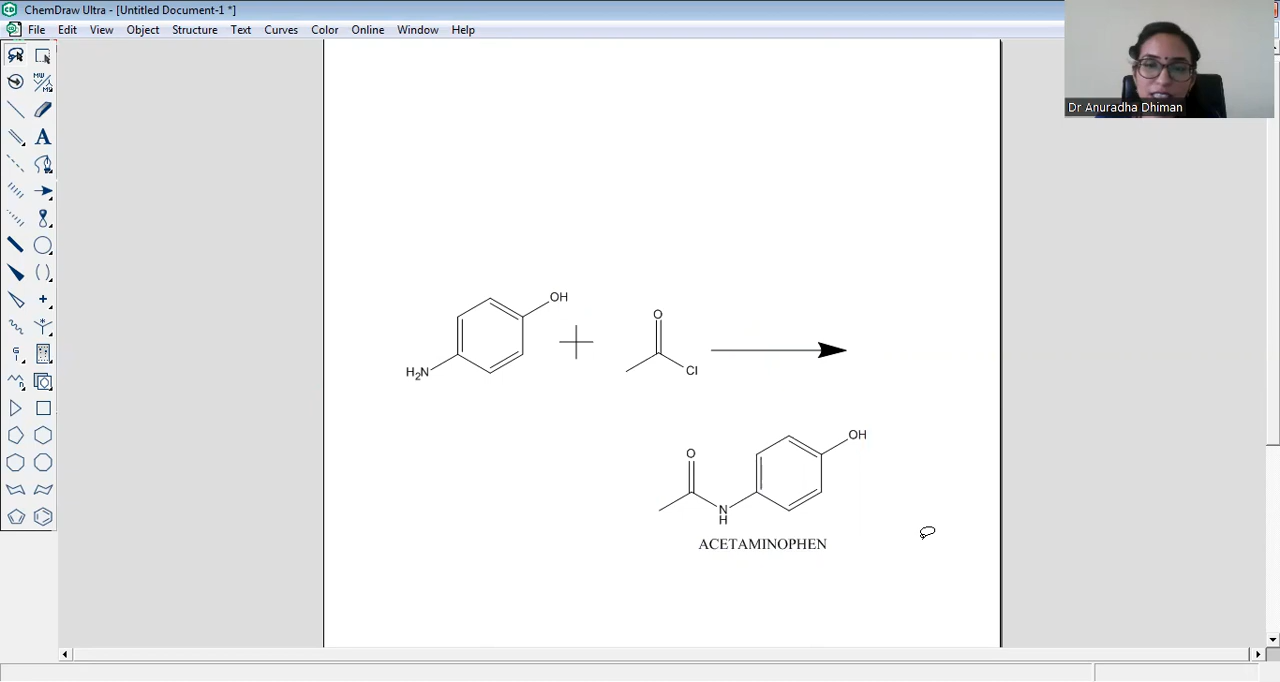 ChemDraw Ultra - [Untitled Document-1 *]
File Edit View Object Structure Text Curves Color Online Window Help
Dr Anuradha Dhiman
A
OH
O
H2N
Cl
OH
O
N
H
ACETAMINOPHEN